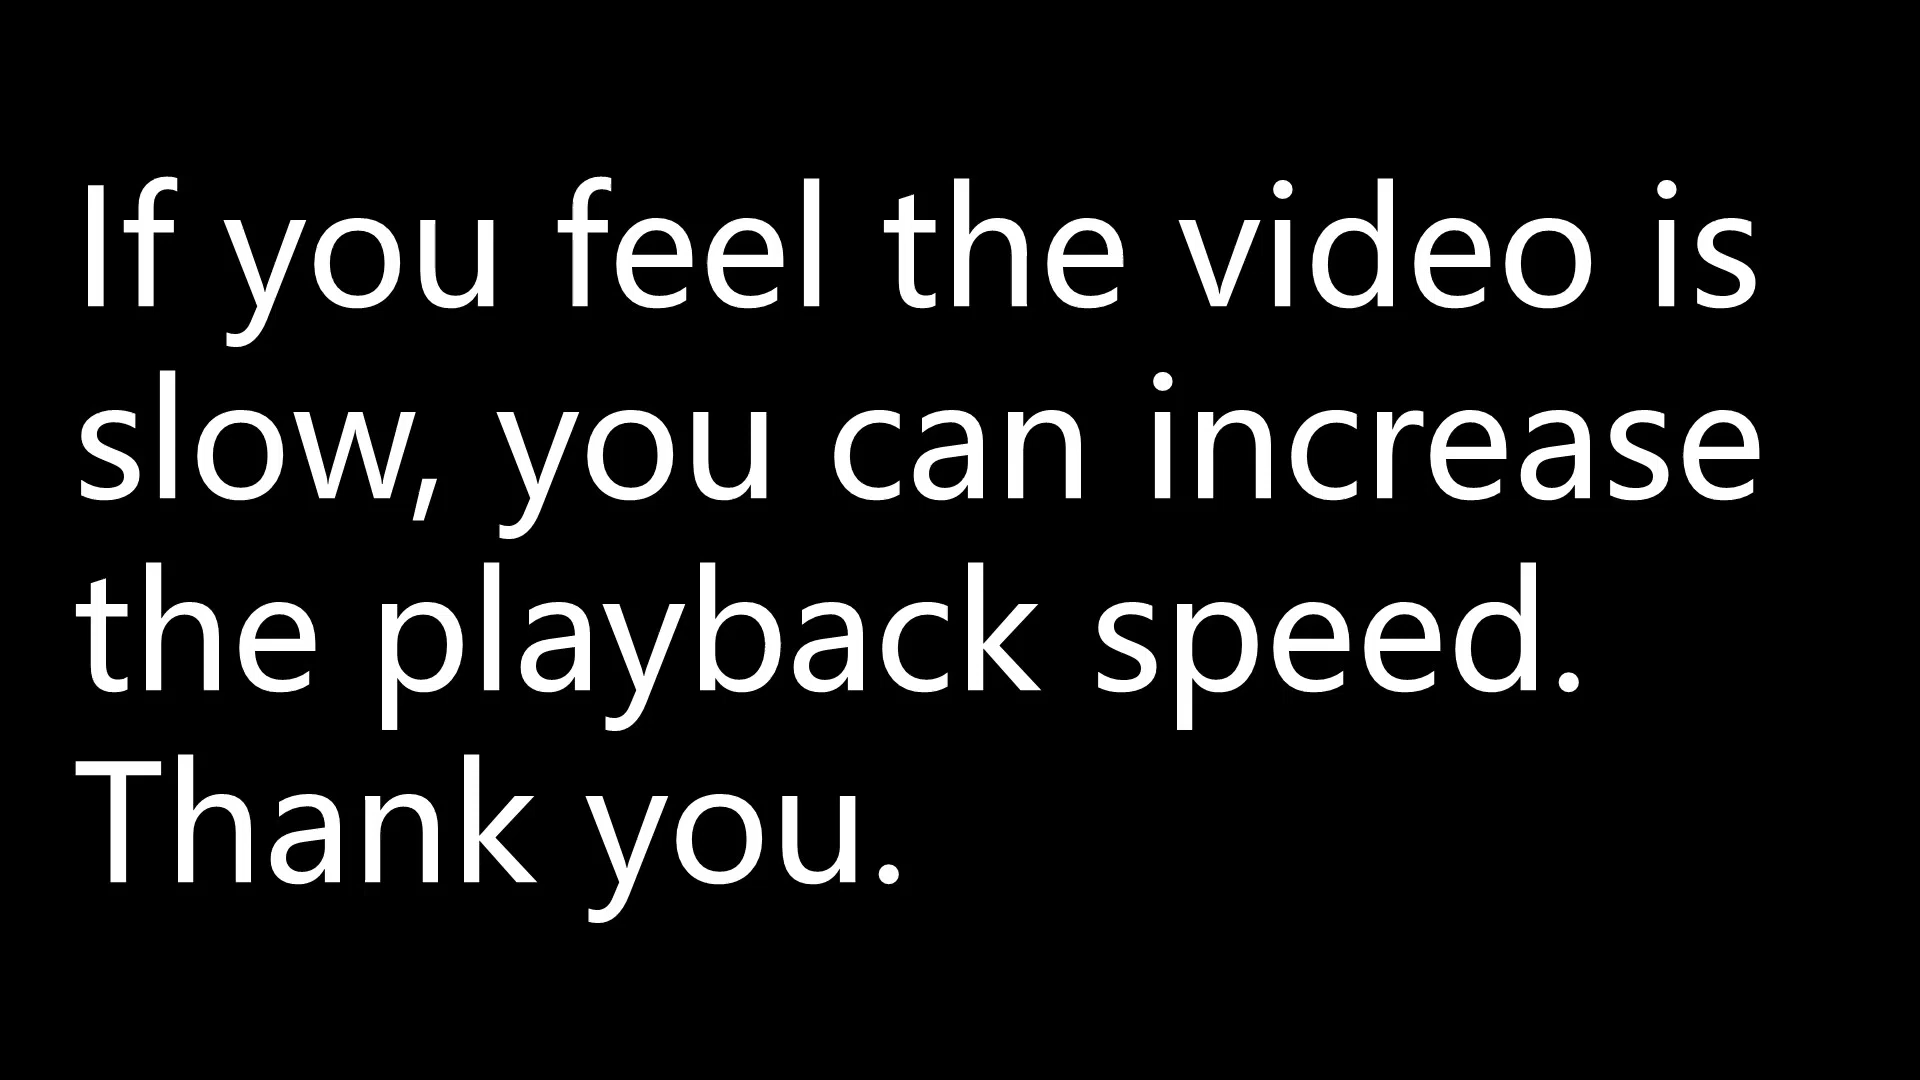 If you feel the video is
slow, you can increase
the playback speed.
Thank you.